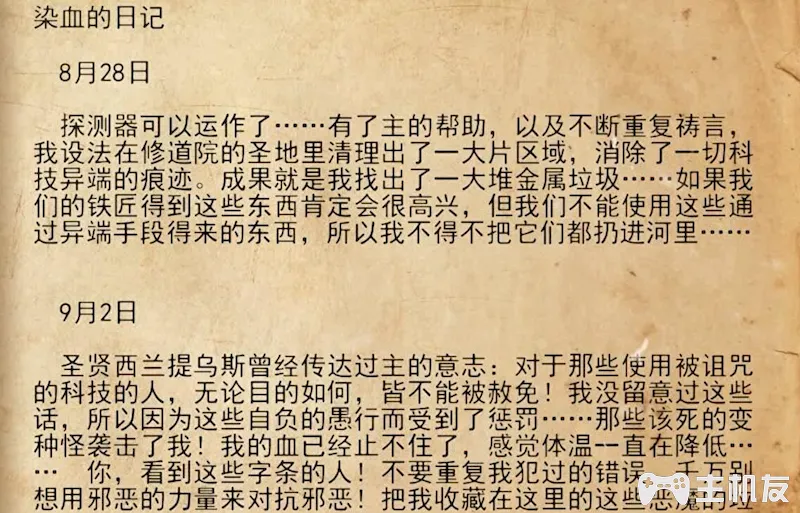 染血的日记
8月28日
探测器可以运作了……有了主的帮助，以及不断重复祷言，
我设法在修道院的圣地里清理出了一大片区域，消除了一切科
技异端的痕迹。成果就是我找出了一大堆金属垃圾……如果我
们的铁匠得到这些东西肯定会很高兴，但我们不能使用这些通
过异端手段得来的东西，所以我不得不把它们都扔进河里……
9月2日
圣贤西兰提乌斯曾经传达过主的意志：对于那些使用被诅咒
的科技的人，无论目的如何，皆不能被赦免！我没留意过这些
话，所以因为这些自负的愚行而受到了惩罚……那些该死的变
种怪袭击了我！我的血已经止不住了，感觉体温--直在降低…
… 你，看到这些字条的人！不要重复我犯过的错误，千万别
想用邪恶的力量来对抗邪恶！把我收藏在这里的这些恶魔的垃
主机友